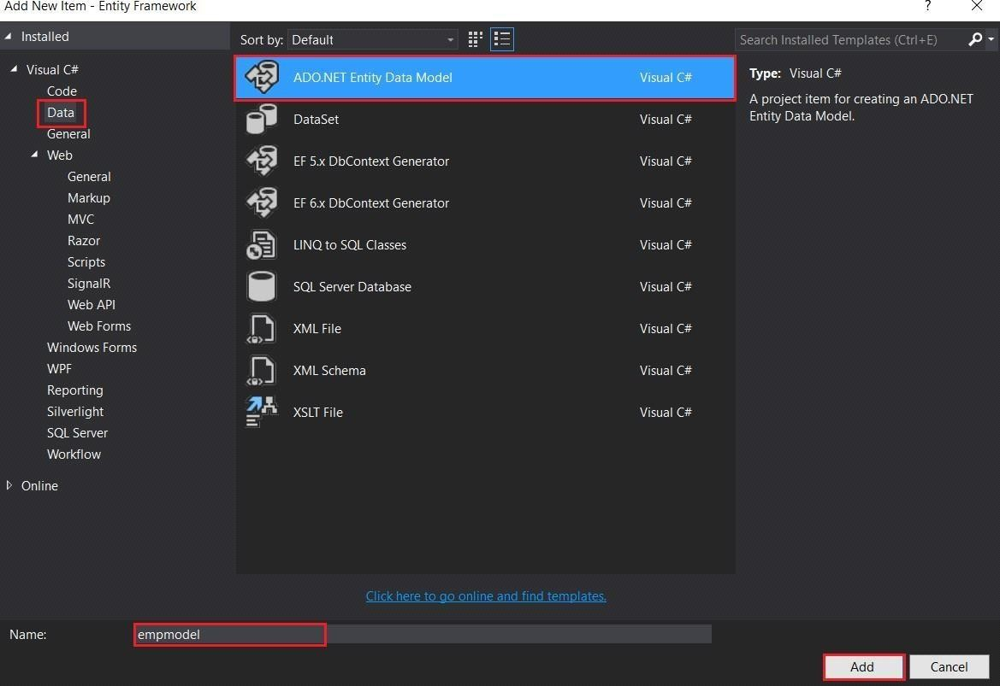 Add New Item - Entity Framework
?
Installed
Sort by: Default
Search Installed Templates (Ctrl+E)
Visual C#
Code
Data
General
Web
General
Markup
MVC
Razor
Scripts
SignalR
Web API
Web Forms
Windows Forms
WPF
Reporting
Silverlight
SQL Server
Workflow
Online
ADO.NET Entity Data Model Visual C#
DataSet Visual C#
EF 5.x DbContext Generator Visual C#
EF 6.x DbContext Generator Visual C#
LINQ to SQL Classes Visual C#
SQL Server Database Visual C#
XML File Visual C#
XML Schema Visual C#
XSLT File Visual C#
Type: Visual C#
A project item for creating an ADO.NET
Entity Data Model.
Click here to go online and find templates.
Name: empmodel
Add Cancel